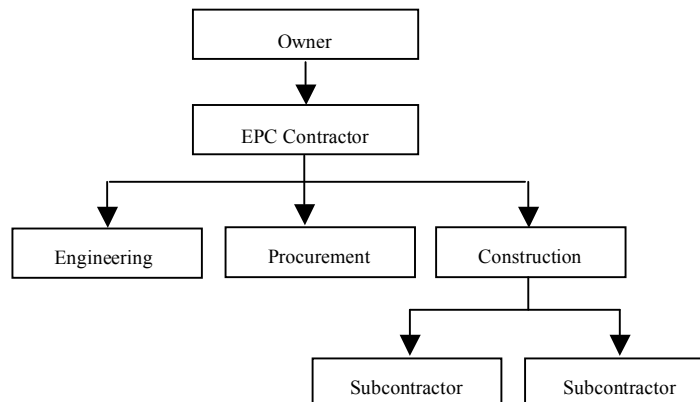 Owner
EPC Contractor
Engineering
Procurement
Construction
Subcontractor
Subcontractor